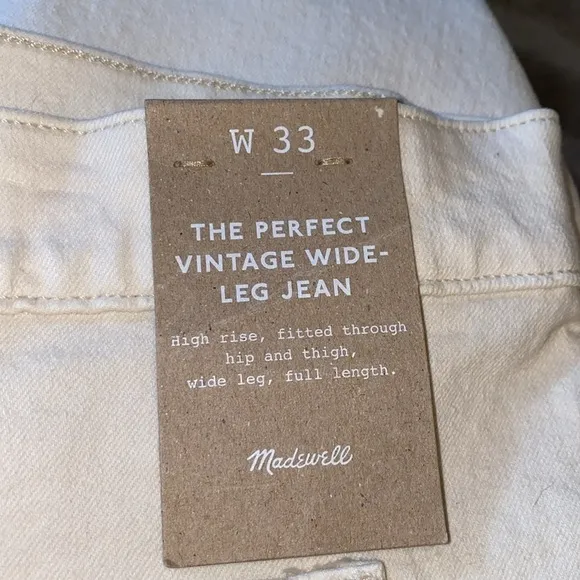 W 33
THE PERFECT
VINTAGE WIDE-
LEG JEAN
High rise, fitted through
hip and thigh,
wide leg, full length.
Madewell